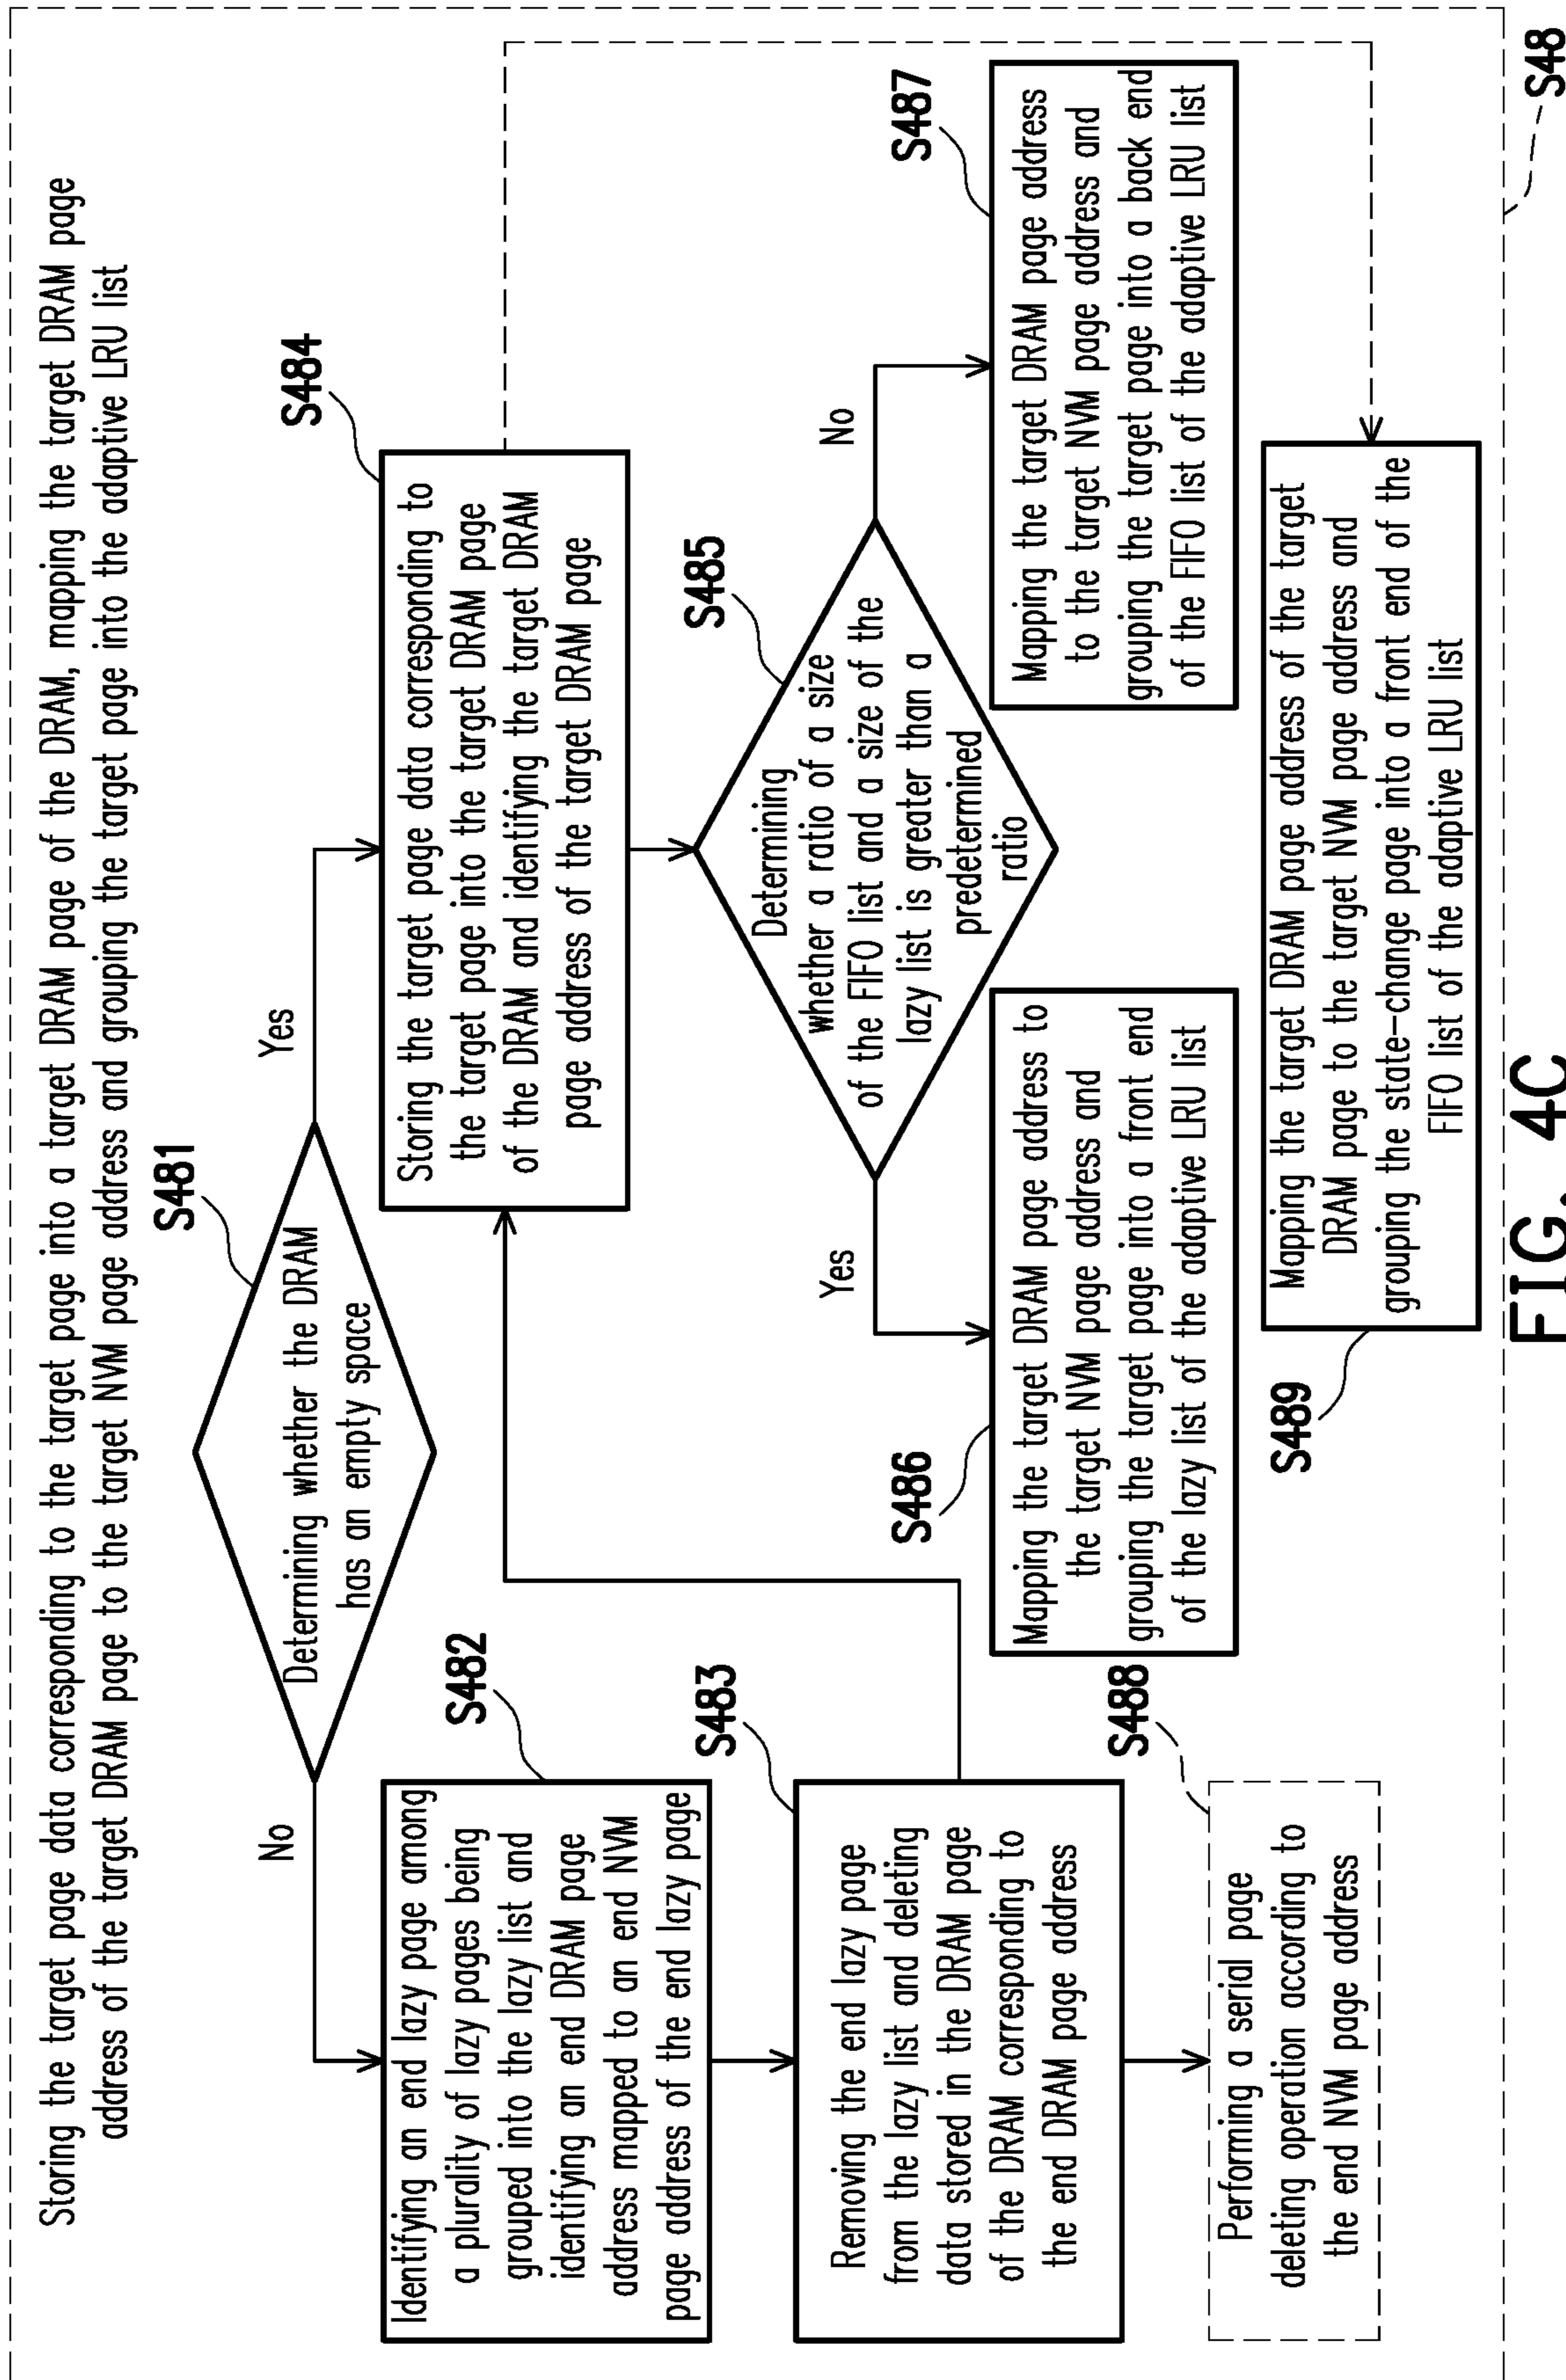 Storing the target page data corresponding to the target page into a target DRAM page of the DRAM, mapping the target DRAM page
address of the target DRAM page to the target NVM page address and grouping the target page into the adaptive LRU list
S481
Determining whether the DRAM
has an empty space
No
Yes
S482
Identifying an end lazy page among
a plurality of lazy pages being
grouped into the lazy list and
identifying an end DRAM page
address mapped to an end NVM
page address of the end lazy page
S484
Storing the target page data corresponding to
the target page into the target DRAM page
of the DRAM and identifying the target DRAM
page address of the target DRAM page
S483
Removing the end lazy page
from the lazy list and deleting
data stored in the DRAM page
of the DRAM corresponding to
the end DRAM page address
S485
Determining
whether a ratio of a size
of the FIFO list and a size of the
lazy list is greater than a
predetermined
ratio
Yes
No
S486
Mapping the target DRAM page address to
the target NVM page address and
grouping the target page into a front end
of the lazy list of the adaptive LRU list
S487
Mapping the target DRAM page address
to the target NVM page address and
grouping the target page into a back end
of the FIFO list of the adaptive LRU list
S488
Performing a serial page
deleting operation according to
the end NVM page address
S489
Mapping the target DRAM page address of the target
DRAM page to the target NVM page address and
grouping the state-change page into a front end of the
FIFO list of the adaptive LRU list
S48
FIG. 4C